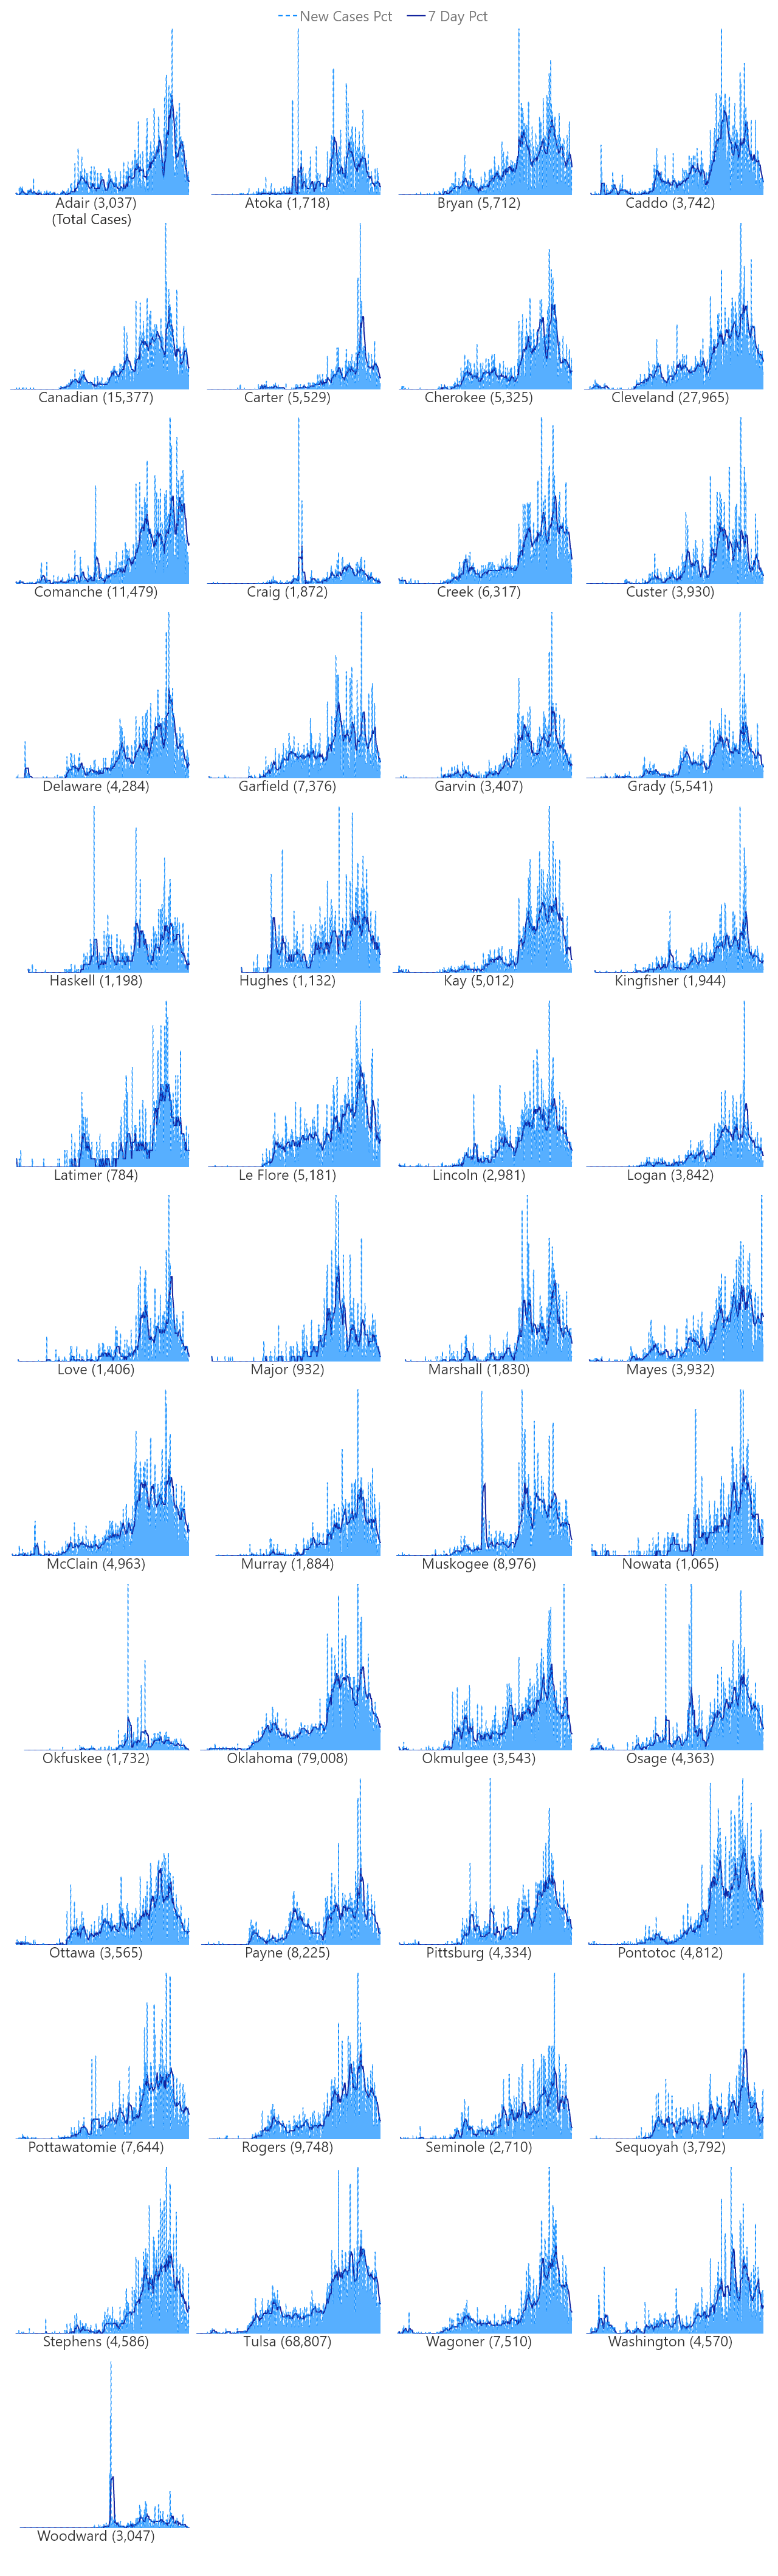 New Cases Pct 7 Day Pct
Adair (3,037) Atoka (1,718) Bryan (5,712) Caddo (3,742)
(Total Cases)
Canadian (15,377) Carter (5,529) Cherokee (5,325) Cleveland (27,965)
Comanche (11,479) Craig (1,872) Creek (6,317) Custer (3,930)
Delaware (4,284) Garfield (7,376) Garvin (3,407) Grady (5,541)
Haskell (1,198) Hughes (1,132) Kay (5,012) Kingfisher (1,944)
Latimer (784) Le Flore (5,181) Lincoln (2,981) Logan (3,842)
Love (1,406) Major (932) Marshall (1,830) Mayes (3,932)
McClain (4,963) Murray (1,884) Muskogee (8,976) Nowata (1,065)
Okfuskee (1,732) Oklahoma (79,008) Okmulgee (3,543) Osage (4,363)
Ottawa (3,565) Payne (8,225) Pittsburg (4,334) Pontotoc (4,812)
Pottawatomie (7,644) Rogers (9,748) Seminole (2,710) Sequoyah (3,792)
Stephens (4,586) Tulsa (68,807) Wagoner (7,510) Washington (4,570)
Woodward (3,047)